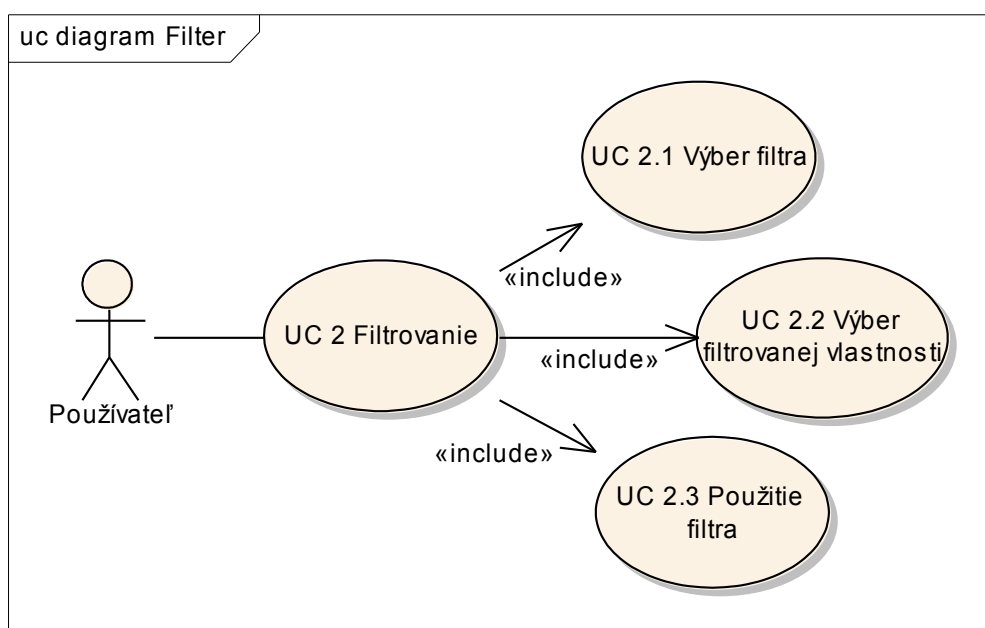 uc diagram Filter
UC 2.1 Výber filtra
«include»
UC 2 Filtrovanie
UC 2.2 Výber
filtrovanej vlastnosti
«include»
Používateľ
«include»
UC 2.3 Použitie
filtra